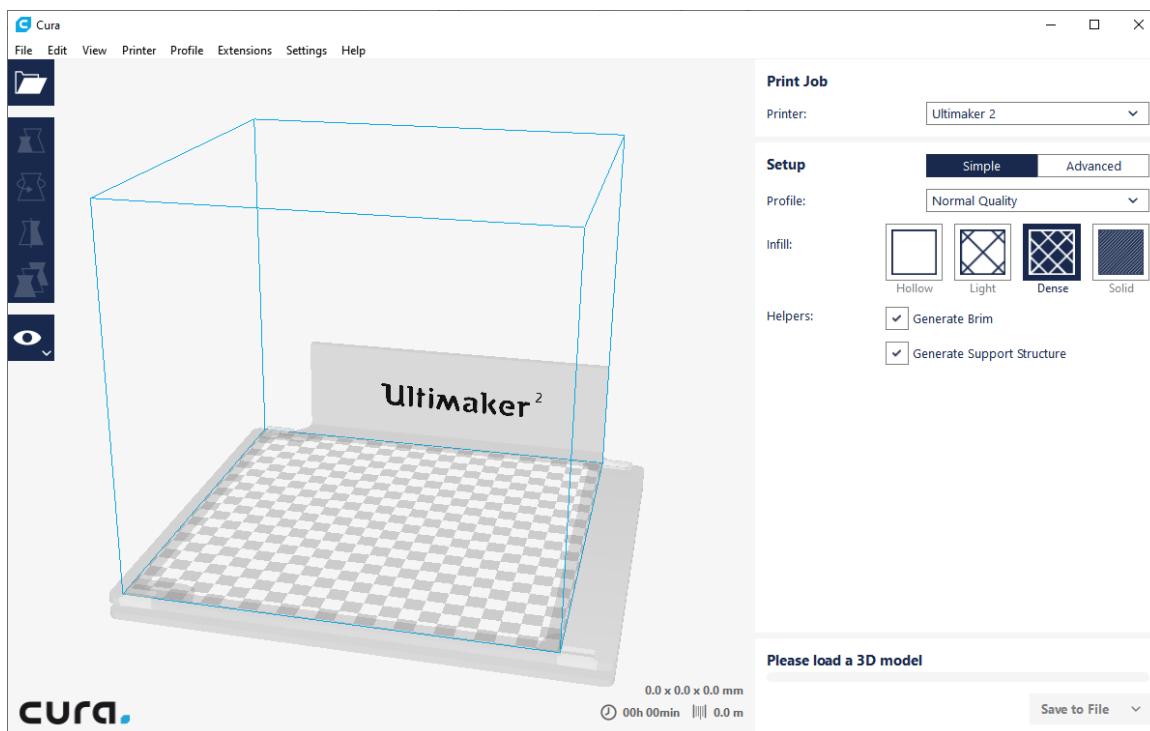 Cura
File Edit View Printer Profile Extensions Settings Help
Print Job
Printer: Ultimaker 2
Setup Simple Advanced
Profile: Normal Quality
Infill:
Hollow Light Dense Solid
Helpers: Generate Brim
Generate Support Structure
Ultimaker 2
Please load a 3D model
0.0 x 0.0 x 0.0 mm
00h 00min 0.0 m
Save to File
cura.